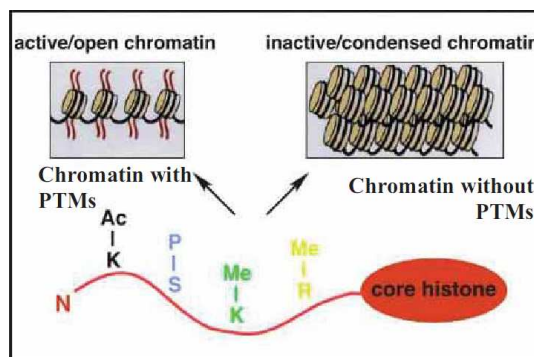 active/open chromatin
inactive/condensed chromatin
Chromatin with
PTMs
Chromatin without
PTMs
Ac
K
P
S
Me
K
Me
R
N
core histone